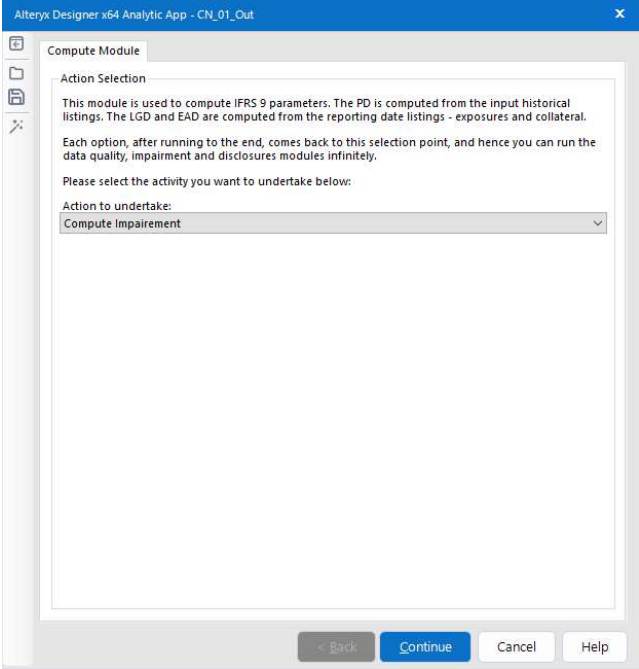 Alteryx Designer x64 Analytic App - CN_01_Out
x
Compute Module
Action Selection
This module is used to compute IFRS 9 parameters. The PD is computed from the input historical
listings. The LGD and EAD are computed from the reporting date listings - exposures and collateral.
Each option, after running to the end, comes back to this selection point, and hence you can run the
data quality, impairment and disclosures modules infinitely.
Please select the activity you want to undertake below:
Action to undertake:
Compute Impairement
< Back
Continue
Cancel
Help